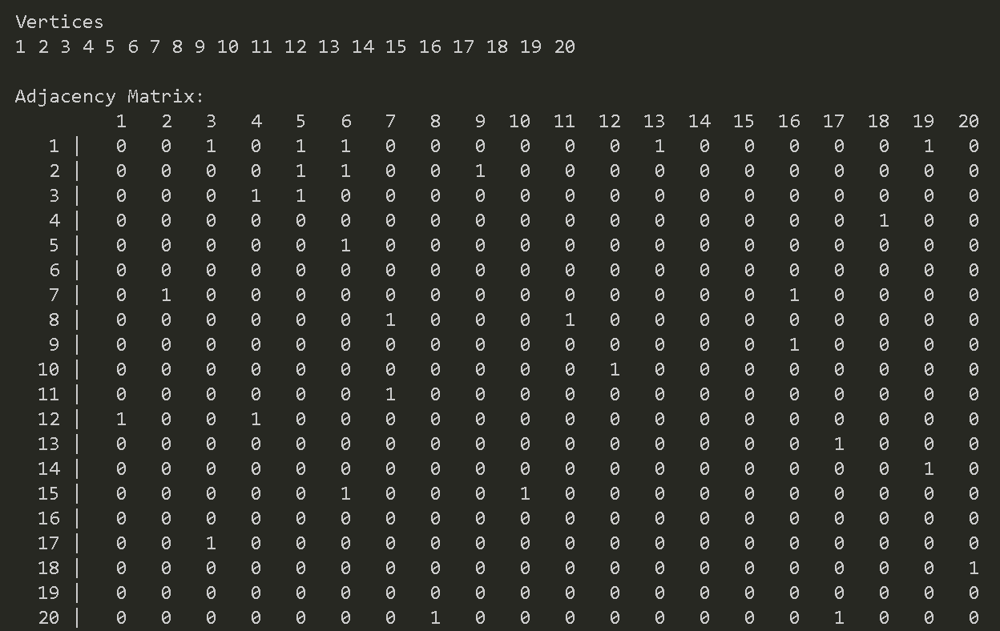 Vertices
1 2 3 4 5 6 7 8 9 10 11 12 13 14 15 16 17 18 19 20
Adjacency Matrix:
1 2 3 4 5 6 7 8 9 10 11 12 13 14 15 16 17 18 19 20
1 | 0 0 1 0 1 1 0 0 0 0 0 0 1 0 0 0 0 0 1 0
2 | 0 0 0 0 1 1 0 0 1 0 0 0 0 0 0 0 0 0 0 0
3 | 0 0 0 1 1 0 0 0 0 0 0 0 0 0 0 0 0 0 0 0
4 | 0 0 0 0 0 0 0 0 0 0 0 0 0 0 0 0 0 1 0 0
5 | 0 0 0 0 0 1 0 0 0 0 0 0 0 0 0 0 0 0 0 0
6 | 0 0 0 0 0 0 0 0 0 0 0 0 0 0 0 0 0 0 0 0
7 | 0 1 0 0 0 0 0 0 0 0 0 0 0 0 0 1 0 0 0 0
8 | 0 0 0 0 0 0 1 0 0 0 1 0 0 0 0 0 0 0 0 0
9 | 0 0 0 0 0 0 0 0 0 0 0 0 0 0 0 1 0 0 0 0
10 | 0 0 0 0 0 0 0 0 0 0 0 1 0 0 0 0 0 0 0 0
11 | 0 0 0 0 0 0 1 0 0 0 0 0 0 0 0 0 0 0 0 0
12 | 1 0 0 1 0 0 0 0 0 0 0 0 0 0 0 0 0 0 0 0
13 | 0 0 0 0 0 0 0 0 0 0 0 0 0 0 0 0 1 0 0 0
14 | 0 0 0 0 0 0 0 0 0 0 0 0 0 0 0 0 0 0 1 0
15 | 0 0 0 0 0 1 0 0 0 1 0 0 0 0 0 0 0 0 0 0
16 | 0 0 0 0 0 0 0 0 0 0 0 0 0 0 0 0 0 0 0 0
17 | 0 0 1 0 0 0 0 0 0 0 0 0 0 0 0 0 0 0 0 0
18 | 0 0 0 0 0 0 0 0 0 0 0 0 0 0 0 0 0 0 0 1
19 | 0 0 0 0 0 0 0 0 0 0 0 0 0 0 0 0 0 0 0 0
20 | 0 0 0 0 0 0 0 1 0 0 0 0 0 0 0 0 1 0 0 0